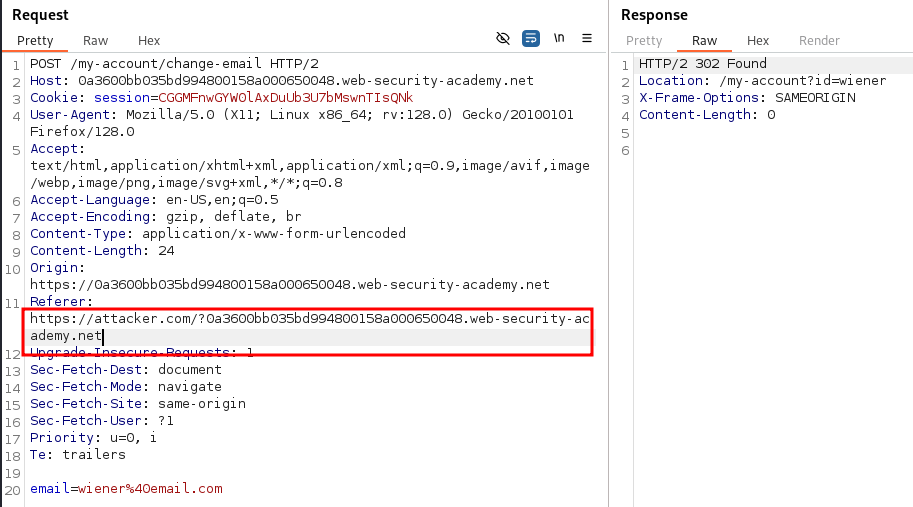 Request
Response
Pretty Raw Hex \n
Pretty Raw Hex Render
1 POST /my-account/change-email HTTP/2
2 Host: 0a3600bb035bd994800158a000650048.web-security-academy.net
3 Cookie: session=CGGMFnwGYWOlAxDuUb3U7bMswnTIsQNk
4 User-Agent: Mozilla/5.0 (X11; Linux x86_64; rv:128.0) Gecko/20100101
Firefox/128.0
5 Accept:
text/html,application/xhtml+xml,application/xml;q=0.9,image/avif,image
/webp,image/png,image/svg+xml,*/*;q=0.8
6 Accept-Language: en-US,en;q=0.5
7 Accept-Encoding: gzip, deflate, br
8 Content-Type: application/x-www-form-urlencoded
9 Content-Length: 24
10 Origin:
https://0a3600bb035bd994800158a000650048.web-security-academy.net
11 Referer:
https://attacker.com/?0a3600bb035bd994800158a000650048.web-security-ac
ademy.net
12 Upgrade-Insecure-Requests: 1
13 Sec-Fetch-Dest: document
14 Sec-Fetch-Mode: navigate
15 Sec-Fetch-Site: same-origin
16 Sec-Fetch-User: ?1
17 Priority: u=0, i
18 Te: trailers
19
20 email=wiener%40email.com
1 HTTP/2 302 Found
2 Location: /my-account?id=wiener
3 X-Frame-Options: SAMEORIGIN
4 Content-Length: 0
5
6